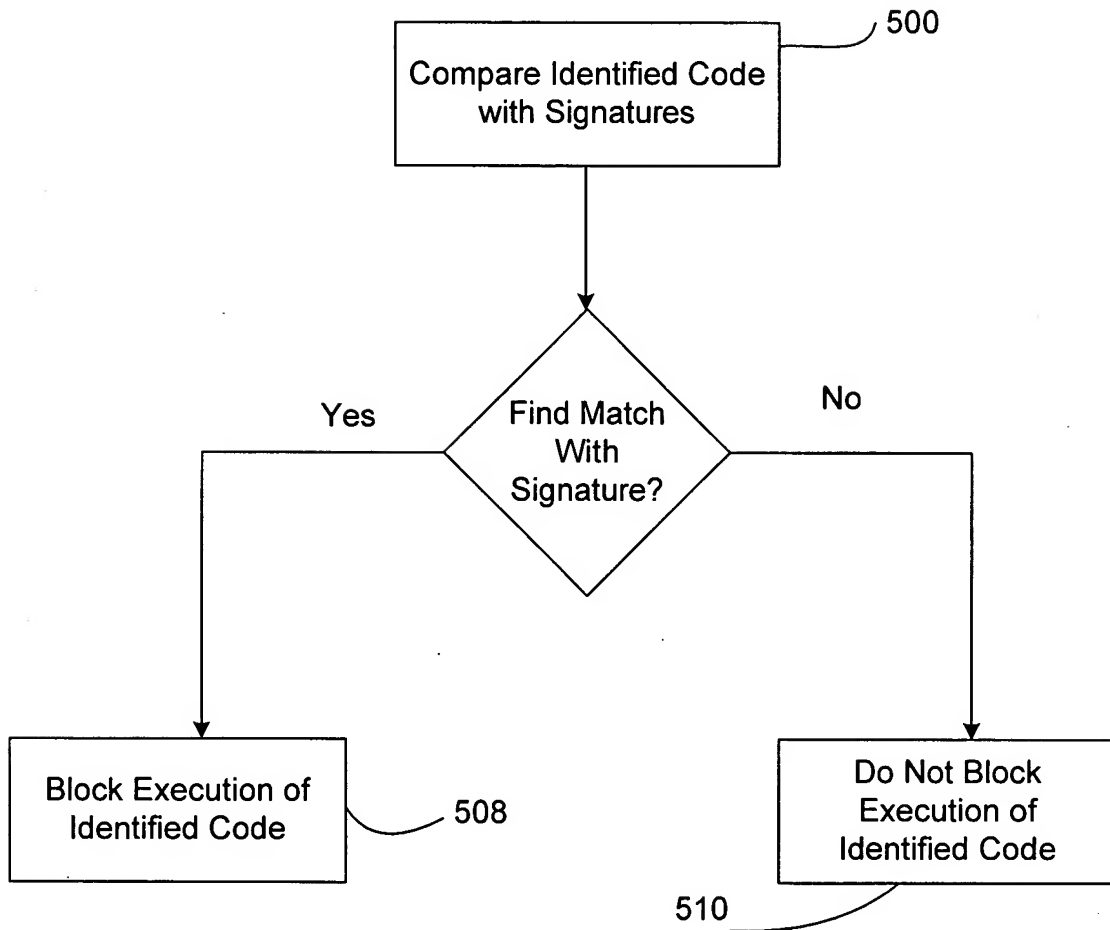 500
Compare Identified Code
with Signatures
Yes
No
Find Match
With
Signature?
Block Execution of
Identified Code
508
Do Not Block
Execution of
Identified Code
510